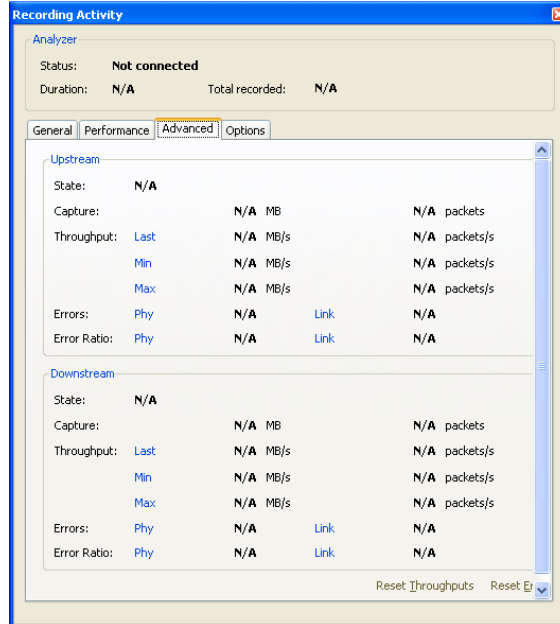 Recording Activity
Analyzer
Status: Not connected
Duration: N/A Total recorded: N/A
General Performance Advanced Options
Upstream
State: N/A
Capture: N/A MB N/A packets
Throughput: Last N/A MB/s N/A packets/s
Min N/A MB/s N/A packets/s
Max N/A MB/s N/A packets/s
Errors: Phy N/A Link N/A
Error Ratio: Phy N/A Link N/A
Downstream
State: N/A
Capture: N/A MB N/A packets
Throughput: Last N/A MB/s N/A packets/s
Min N/A MB/s N/A packets/s
Max N/A MB/s N/A packets/s
Errors: Phy N/A Link N/A
Error Ratio: Phy N/A Link N/A
Reset Throughputs Reset